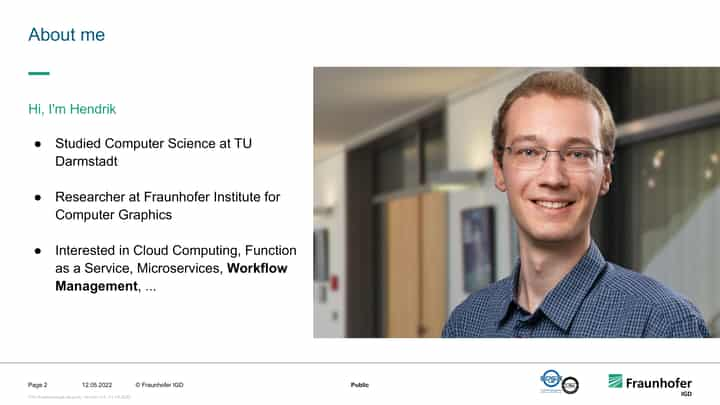 About me
Hi, I'm Hendrik
● Studied Computer Science at TU
Darmstadt
● Researcher at Fraunhofer Institute for
Computer Graphics
● Interested in Cloud Computing, Function
as a Service, Microservices, Workflow
Management, ...
Page 2 12.05.2022 © Fraunhofer IGD Public
Fraunhofer
IGD